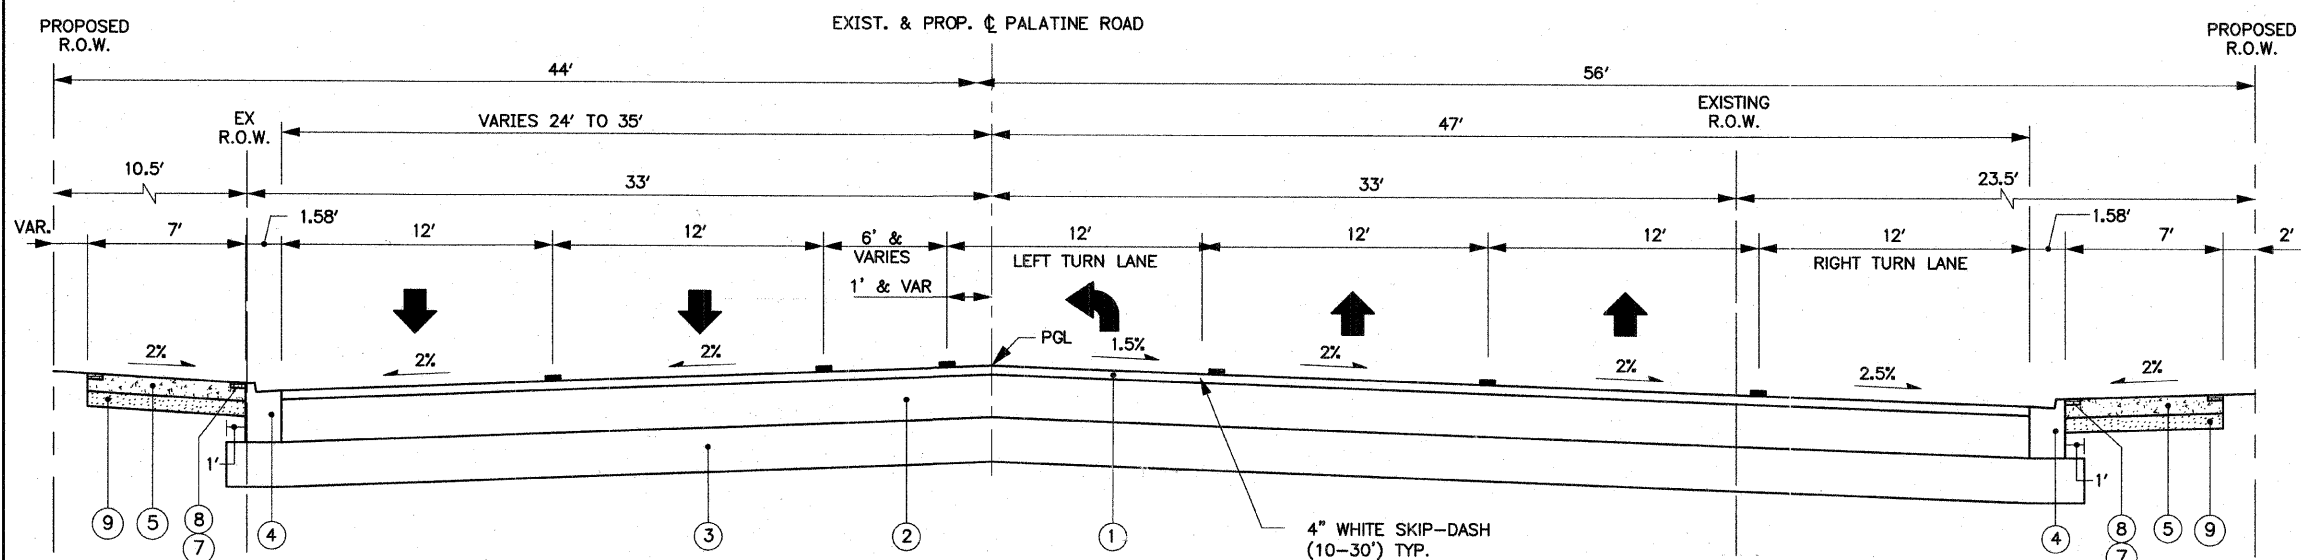 EXIST. & PROP. ℄ PALATINE ROAD
PROPOSED
R.O.W.
PROPOSED
R.O.W.
44'
56'
EX
R.O.W.
VARIES 24' TO 35'
47'
EXISTING
R.O.W.
10.5'
33'
33'
23.5'
VAR.
7'
1.58'
12'
12'
6' &
VARIES
12'
12'
12'
12'
1.58'
7'
2'
LEFT TURN LANE
RIGHT TURN LANE
1' & VAR
PGL
2%
2%
2%
1.5%
2%
2%
2.5%
2%
1'
1'
9
5
8
7
4
3
2
1
4" WHITE SKIP-DASH
(10-30') TYP.
4
8
7
5
9